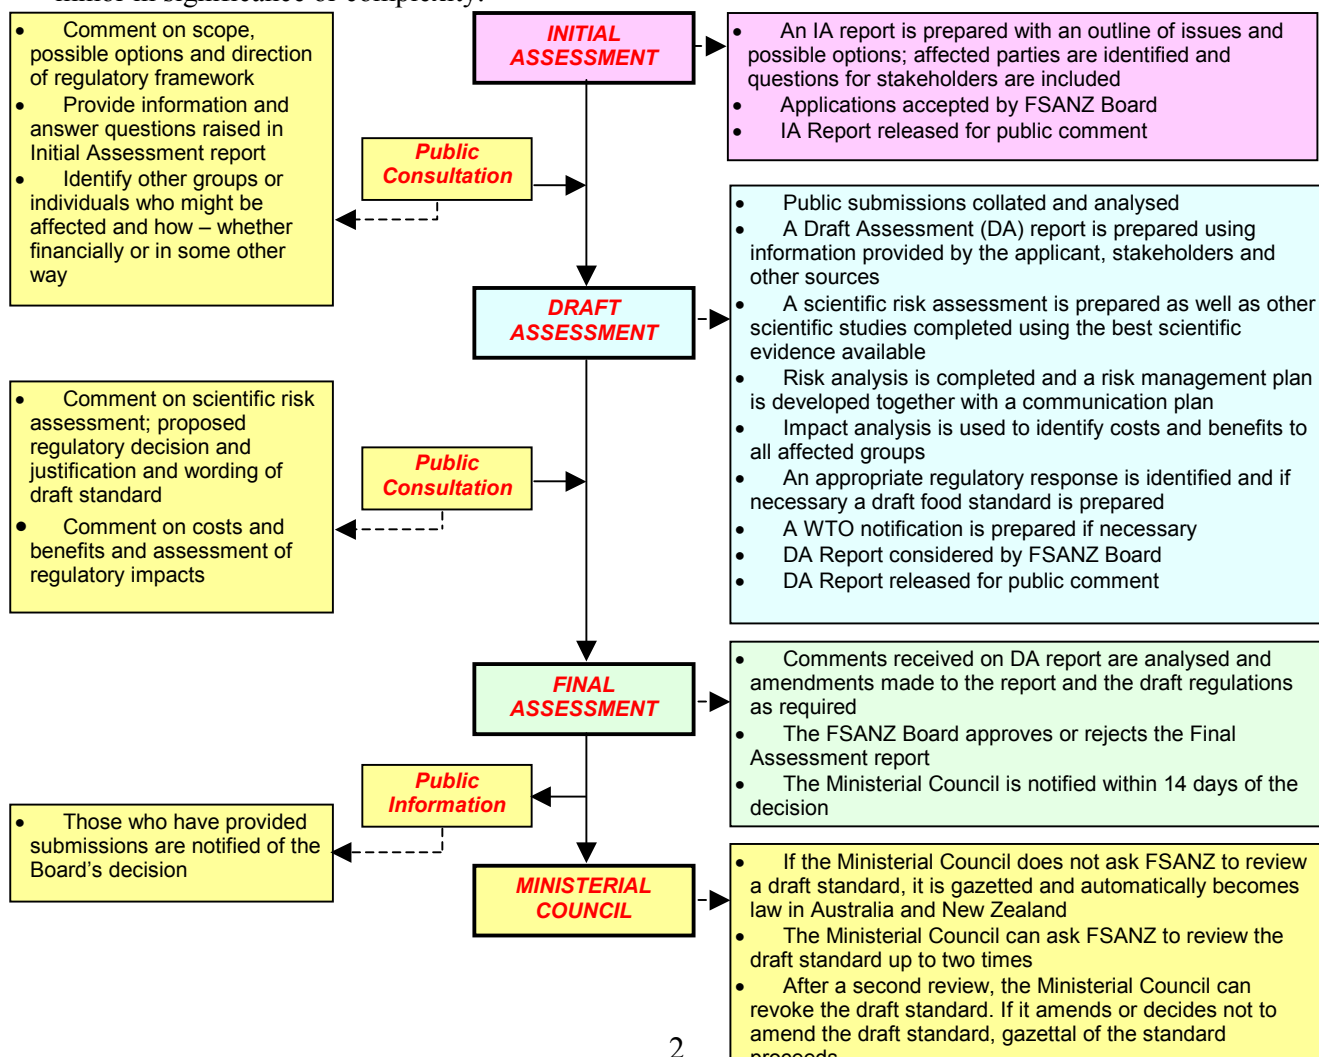 minor in significance or complexity.
INITIAL
ASSESSMENT
• Comment on scope,
possible options and direction
of regulatory framework
• Provide information and
answer questions raised in
Initial Assessment report
• Identify other groups or
individuals who might be
affected and how – whether
financially or in some other
way
Public
Consultation
• An IA report is prepared with an outline of issues and
possible options; affected parties are identified and
questions for stakeholders are included
• Applications accepted by FSANZ Board
• IA Report released for public comment
DRAFT
ASSESSMENT
• Public submissions collated and analysed
• A Draft Assessment (DA) report is prepared using
information provided by the applicant, stakeholders and
other sources
• A scientific risk assessment is prepared as well as other
scientific studies completed using the best scientific
evidence available
• Risk analysis is completed and a risk management plan
is developed together with a communication plan
• Impact analysis is used to identify costs and benefits to
all affected groups
• An appropriate regulatory response is identified and if
necessary a draft food standard is prepared
• A WTO notification is prepared if necessary
• DA Report considered by FSANZ Board
• DA Report released for public comment
• Comment on scientific risk
assessment; proposed
regulatory decision and
justification and wording of
draft standard
• Comment on costs and
benefits and assessment of
regulatory impacts
Public
Consultation
FINAL
ASSESSMENT
• Comments received on DA report are analysed and
amendments made to the report and the draft regulations
as required
• The FSANZ Board approves or rejects the Final
Assessment report
• The Ministerial Council is notified within 14 days of the
decision
Public
Information
• Those who have provided
submissions are notified of the
Board's decision
MINISTERIAL
COUNCIL
• If the Ministerial Council does not ask FSANZ to review
a draft standard, it is gazetted and automatically becomes
law in Australia and New Zealand
• The Ministerial Council can ask FSANZ to review the
draft standard up to two times
• After a second review, the Ministerial Council can
revoke the draft standard. If it amends or decides not to
amend the draft standard, gazettal of the standard
proceeds
2